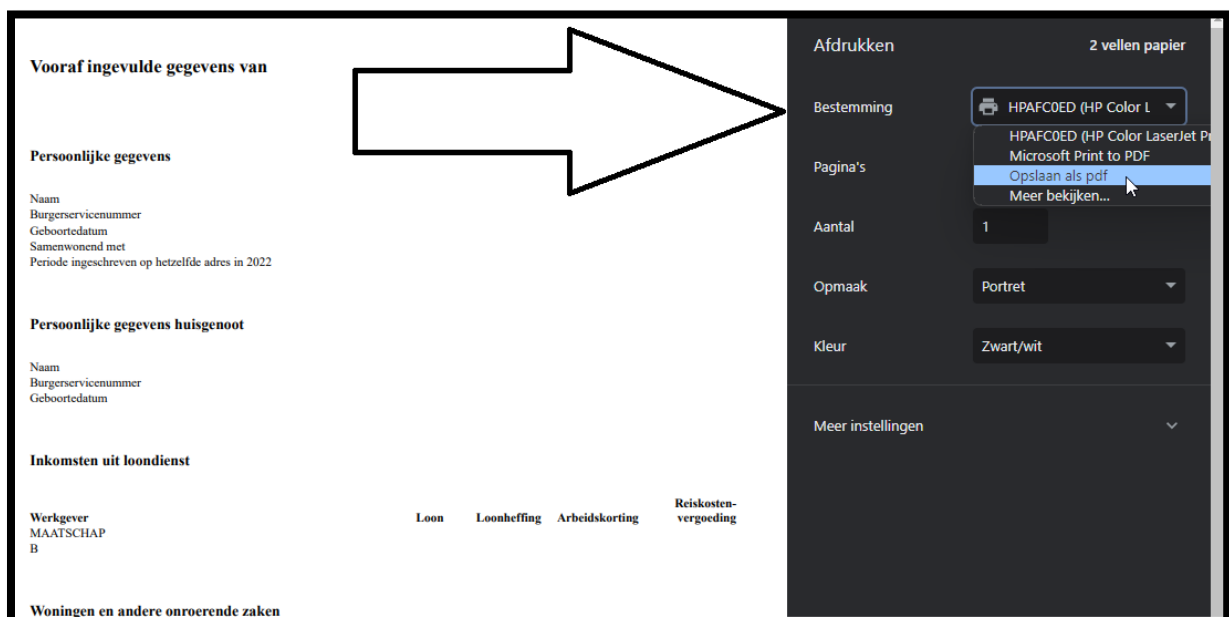 Vooraf ingevulde gegevens van
Persoonlijke gegevens
Naam
Burgerservicenummer
Geboortedatum
Samenwonend met
Periode ingeschreven op hetzelfde adres in 2022
Persoonlijke gegevens huisgenoot
Naam
Burgerservicenummer
Geboortedatum
Inkomsten uit loondienst
Werkgever Loon Loonheffing Arbeidskorting Reiskosten-
vergoeding
MAATSCHAP
B
Woningen en andere onroerende zaken
Afdrukken 2 vellen papier
Bestemming HPAFC0ED (HP Color L
HPAFC0ED (HP Color LaserJet Pr
Microsoft Print to PDF
Opslaan als pdf
Meer bekijken...
Pagina's
Aantal 1
Opmaak Portret
Kleur Zwart/wit
Meer instellingen